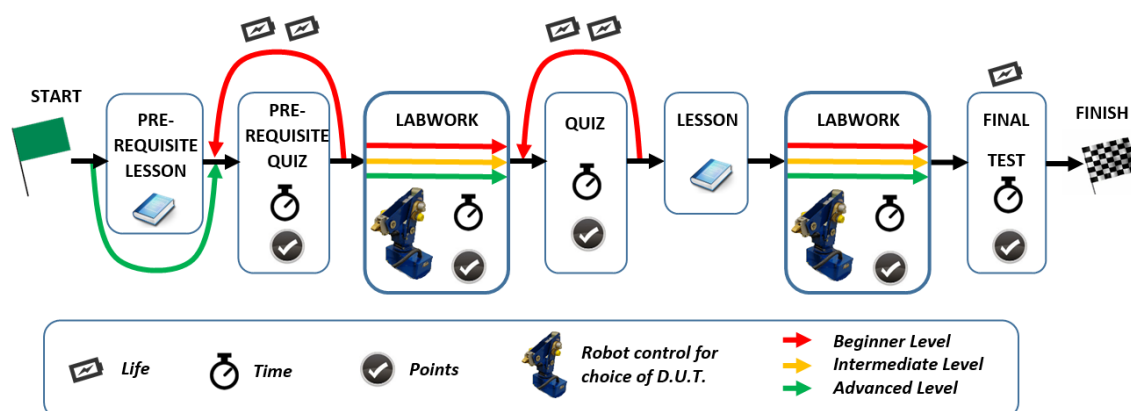 START
PRE-
REQUISITE
LESSON
PRE-
REQUISITE
QUIZ
LABWORK
QUIZ
LESSON
LABWORK
FINAL
TEST
FINISH
Life
Time
Points
Robot control for
choice of D.U.T.
Beginner Level
Intermediate Level
Advanced Level